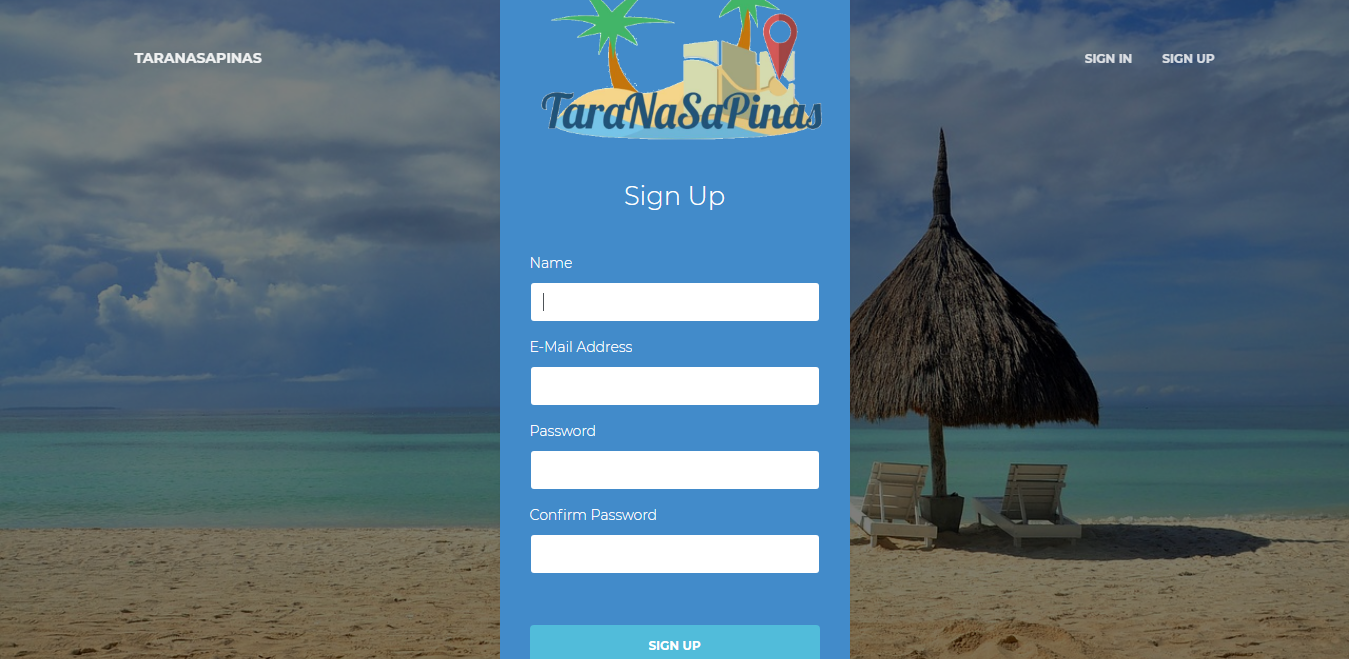 TARANASAPINAS
SIGN IN
SIGN UP
TaraNaSaPinas
Sign Up
Name
E-Mail Address
Password
Confirm Password
SIGN UP